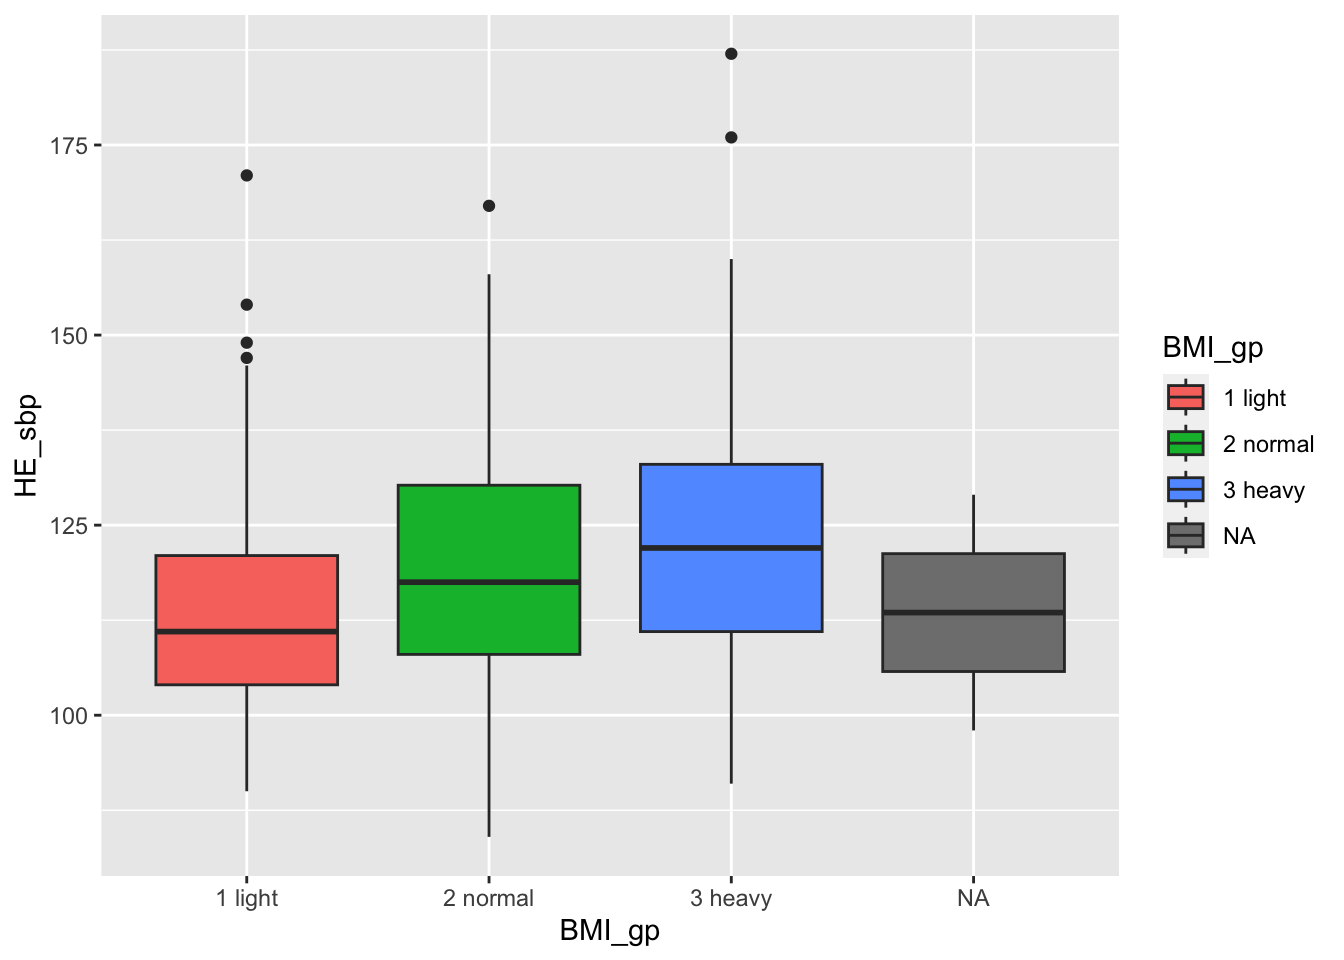 HE_sbp
175
150
125
100
1 light
2 normal
3 heavy
NA
BMI_gp
BMI_gp
1 light
2 normal
3 heavy
NA